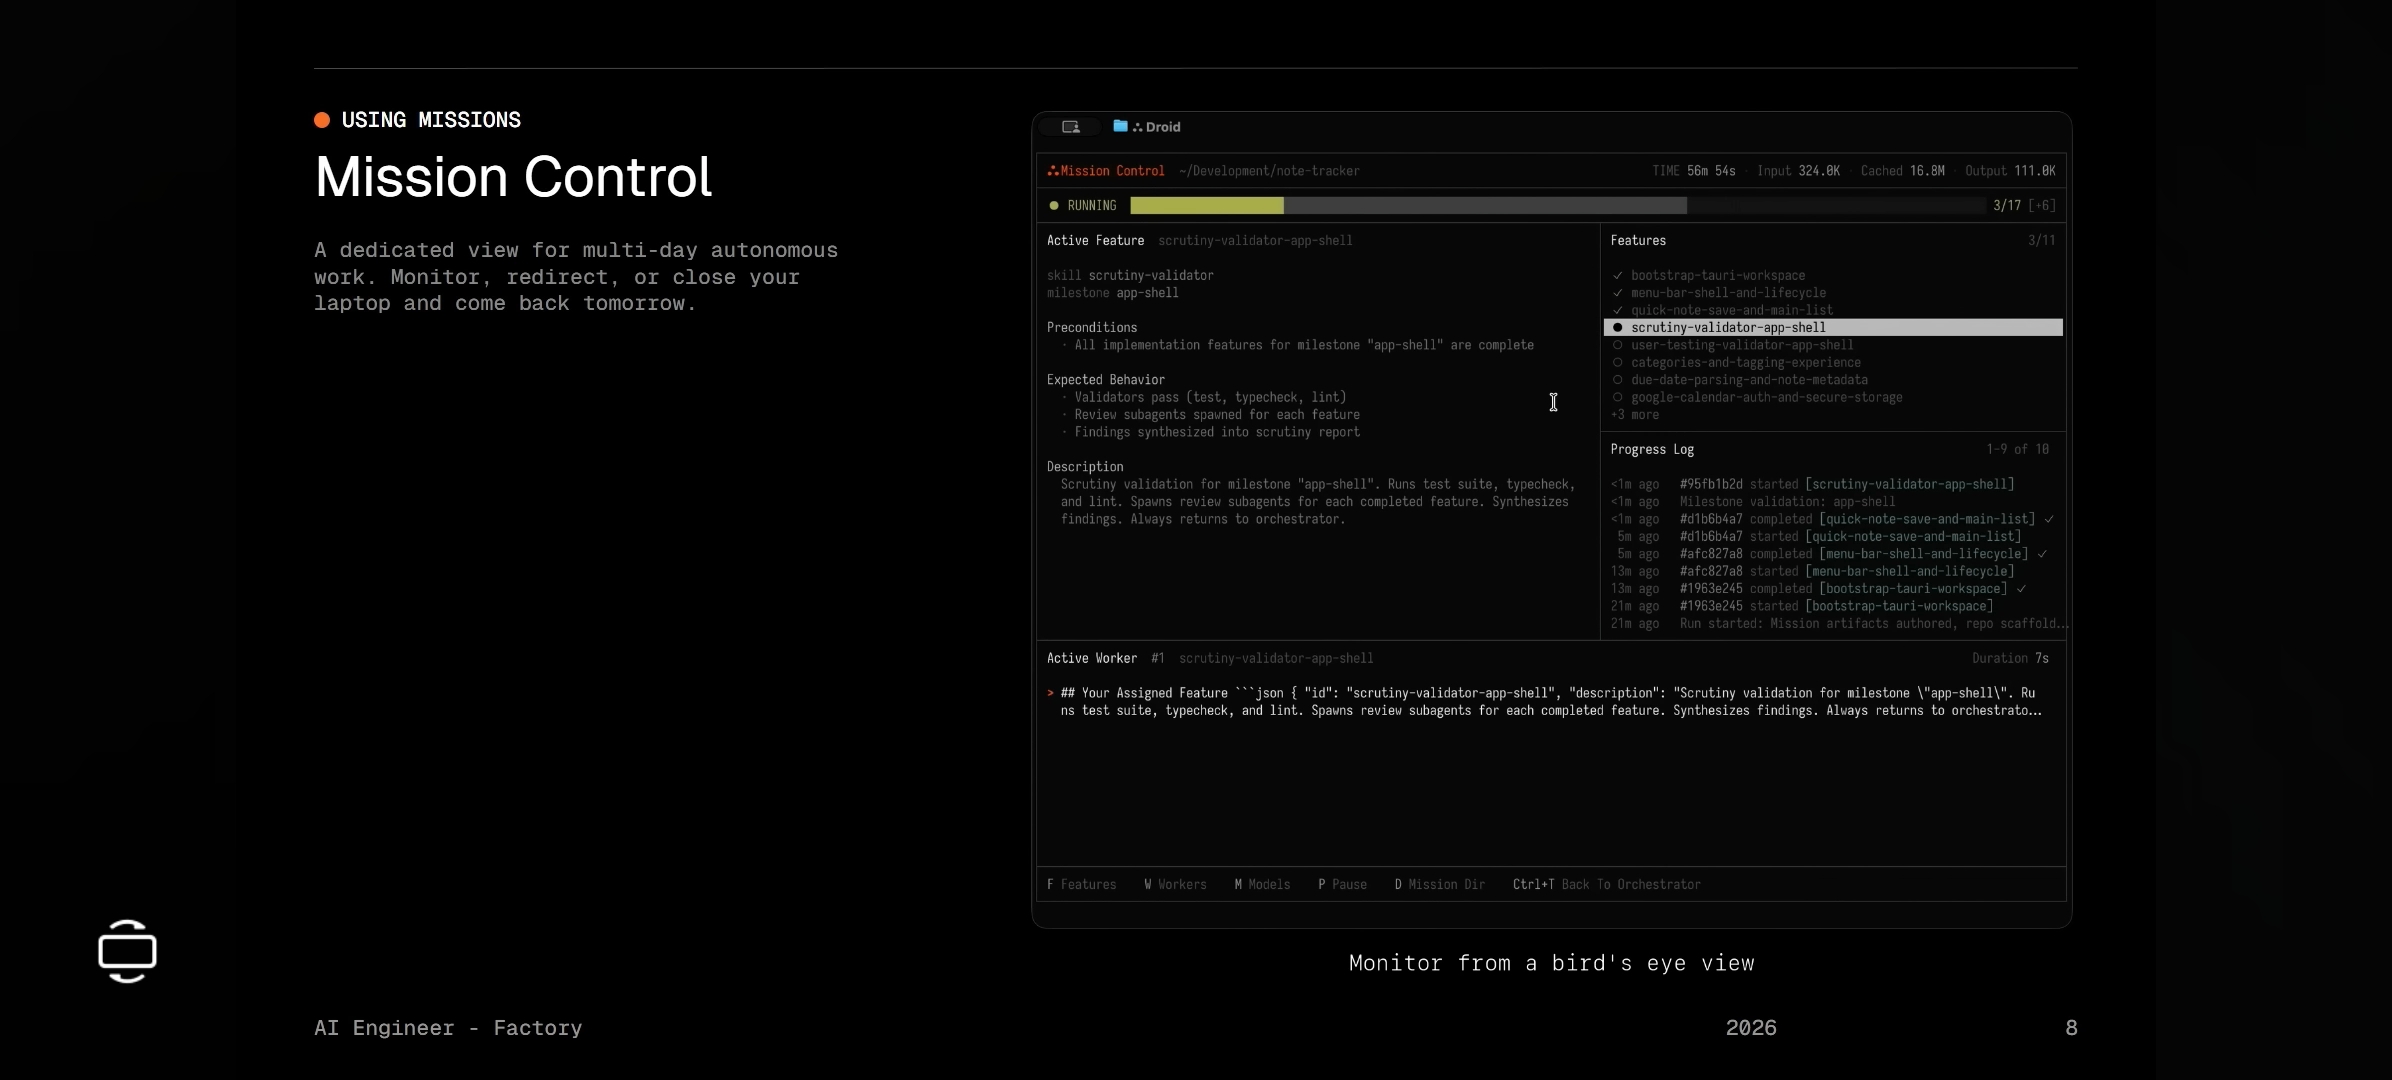 USING MISSIONS
Mission Control
A dedicated view for multi-day autonomous
work. Monitor, redirect, or close your
laptop and come back tomorrow.
Droid
Mission Control ~/Development/note-tracker TIME 56m 54s · Input 324.0K · Cached 16.8M · Output 111.0K
RUNNING 3/17 [+6]
Active Feature scrutiny-validator-app-shell
skill scrutiny-validator
milestone app-shell
Preconditions
· All implementation features for milestone "app-shell" are complete
Expected Behavior
· Validators pass (test, typecheck, lint)
· Review subagents spawned for each feature
· Findings synthesized into scrutiny report
Description
Scrutiny validation for milestone "app-shell". Runs test suite, typecheck,
and lint. Spawns review subagents for each completed feature. Synthesizes
findings. Always returns to orchestrator.
Features 3/11
✓ bootstrap-tauri-workspace
✓ menu-bar-shell-and-lifecycle
✓ quick-note-save-and-main-list
● scrutiny-validator-app-shell
○ user-testing-validator-app-shell
○ categories-and-tagging-experience
○ due-date-parsing-and-note-metadata
○ google-calendar-auth-and-secure-storage
+3 more
Progress Log 1-9 of 10
<1m ago #95fb1b2d started [scrutiny-validator-app-shell]
<1m ago Milestone validation: app-shell
<1m ago #d1b6b4a7 completed [quick-note-save-and-main-list] ✓
5m ago #d1b6b4a7 started [quick-note-save-and-main-list]
5m ago #afc827a8 completed [menu-bar-shell-and-lifecycle] ✓
13m ago #afc827a8 started [menu-bar-shell-and-lifecycle]
13m ago #1963e245 completed [bootstrap-tauri-workspace] ✓
21m ago #1963e245 started [bootstrap-tauri-workspace]
21m ago Run started: Mission artifacts authored, repo scaffold...
Active Worker #1 scrutiny-validator-app-shell Duration 7s
> ## Your Assigned Feature ```json { "id": "scrutiny-validator-app-shell", "description": "Scrutiny validation for milestone \"app-shell\". Ru
ns test suite, typecheck, and lint. Spawns review subagents for each completed feature. Synthesizes findings. Always returns to orchestrato...
F Features W Workers M Models P Pause D Mission Dir Ctrl+T Back To Orchestrator
Monitor from a bird's eye view
AI Engineer - Factory 2026 8